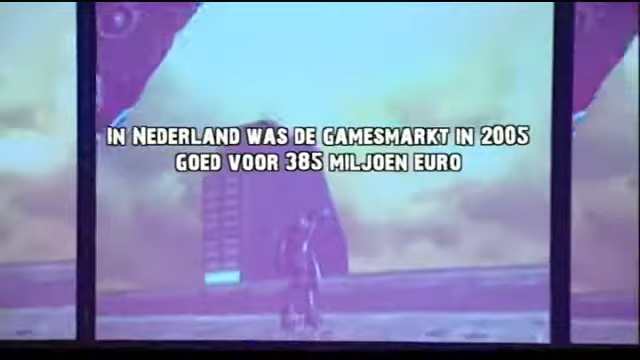 IN NEDERLAND WAS DE GAMESMARKT IN 2005
GOED VOOR 385 MILJOEN EURO